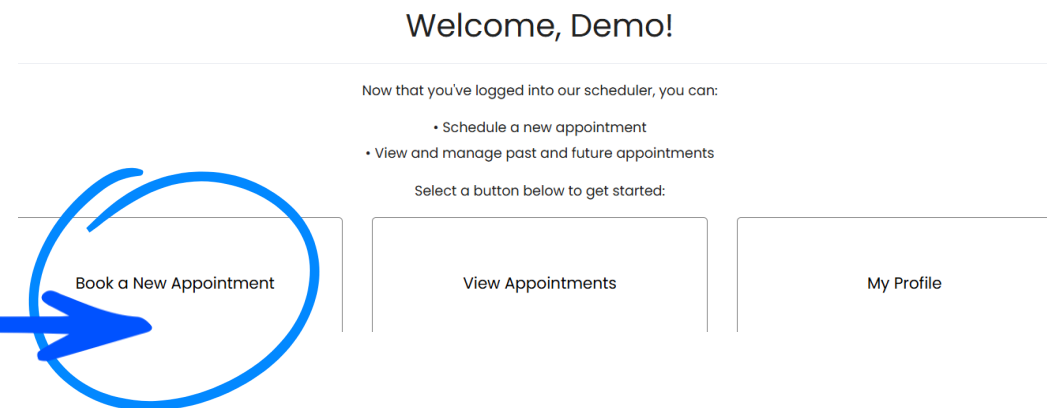 Welcome, Demo!
Now that you've logged into our scheduler, you can:
• Schedule a new appointment
• View and manage past and future appointments
Select a button below to get started:
Book a New Appointment
View Appointments
My Profile